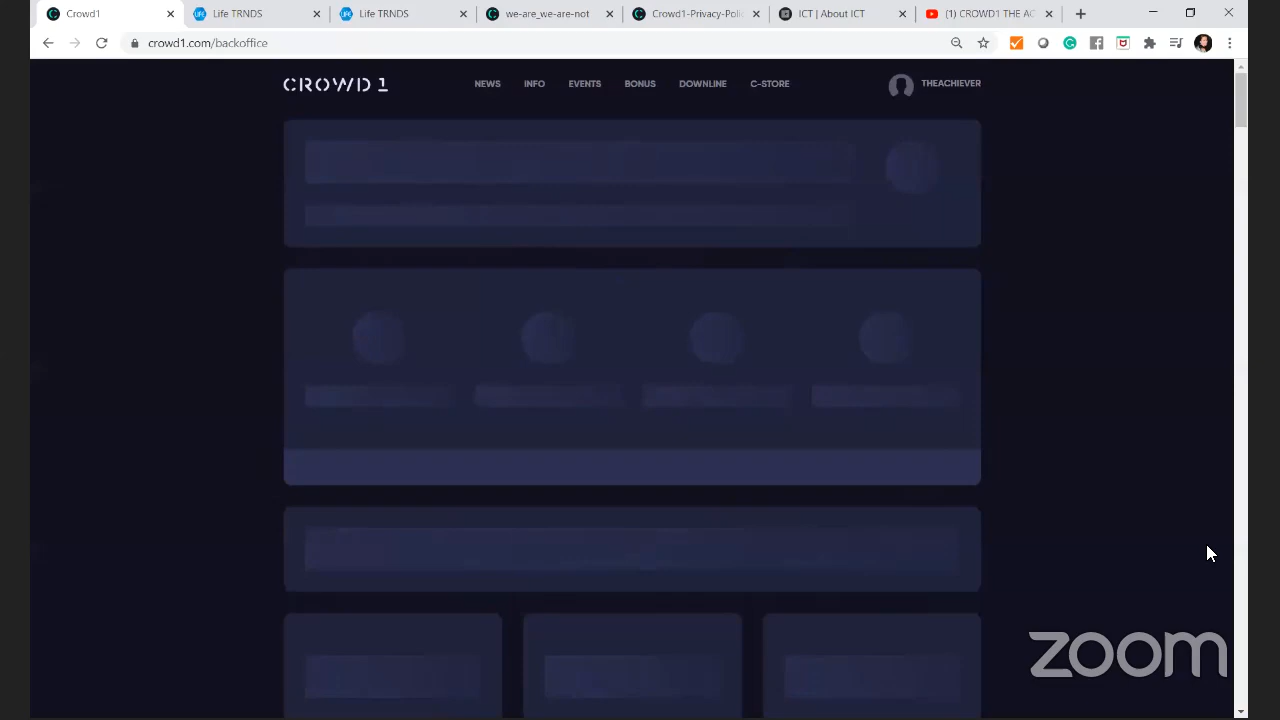 Crowd1
Life TRNDS
Life TRNDS
we-are_we-are-not
Crowd1-Privacy-Po
ICT | About ICT
(1) CROWD1 THE AC
crowd1.com/backoffice
CROWD 1
NEWS
INFO
EVENTS
BONUS
DOWNLINE
C-STORE
THEACHIEVER
zoom